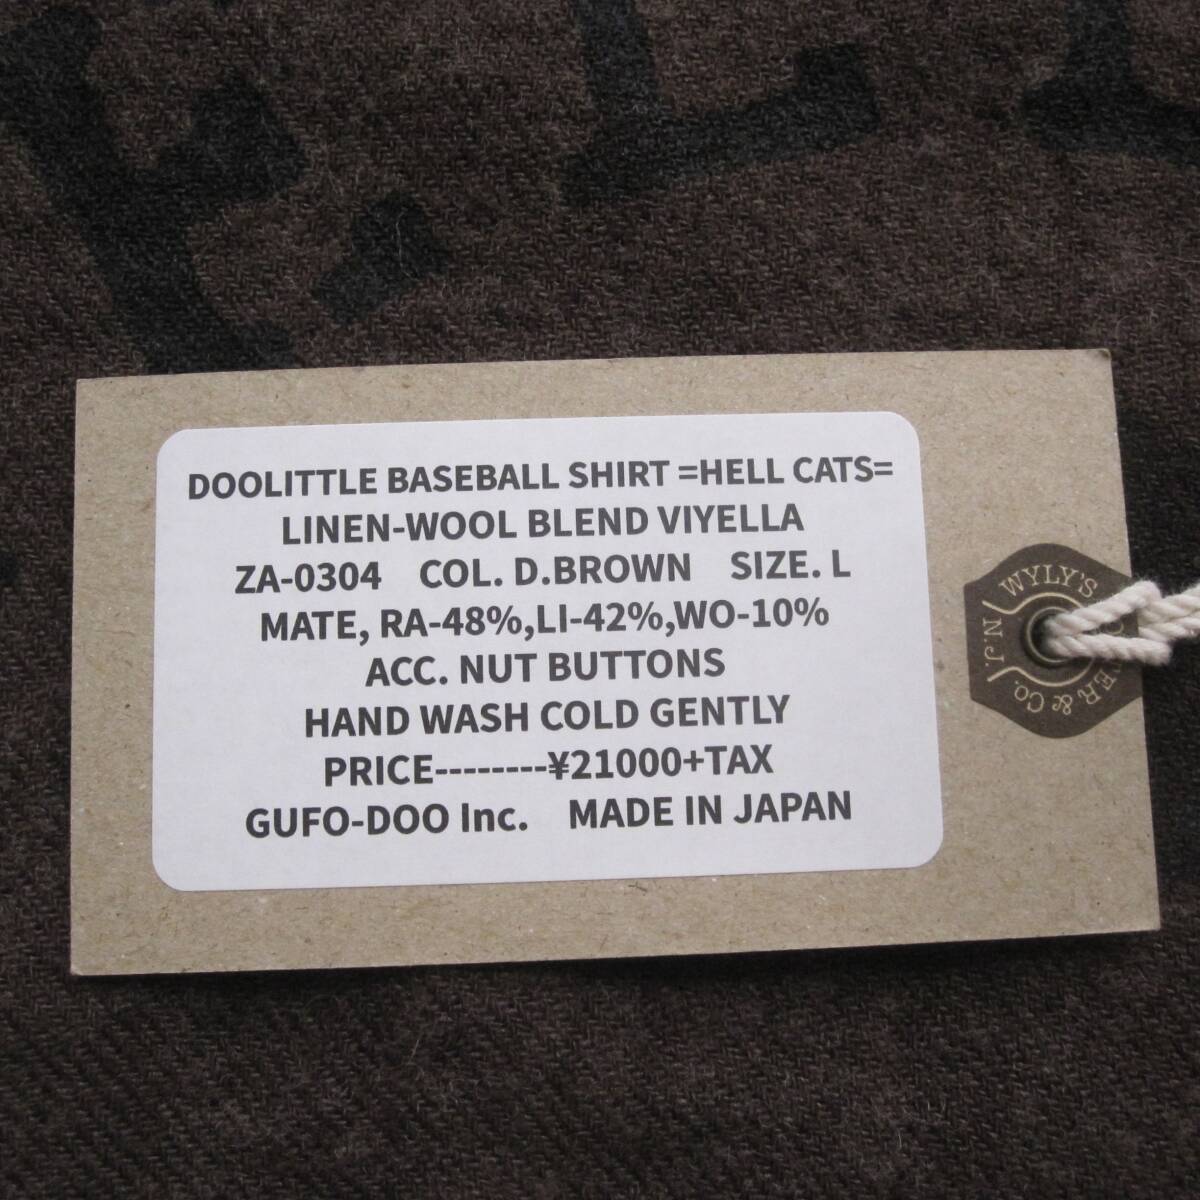 DOOLITTLE BASEBALL SHIRT =HELL CATS=
LINEN-WOOL BLEND VIYELLA
ZA-0304 COL. D.BROWN SIZE. L
MATE, RA-48%,LI-42%,WO-10%
ACC. NUT BUTTONS
HAND WASH COLD GENTLY
PRICE--------¥21000+TAX
GUFO-DOO Inc. MADE IN JAPAN
WYLY'S
& Co.
N.J.